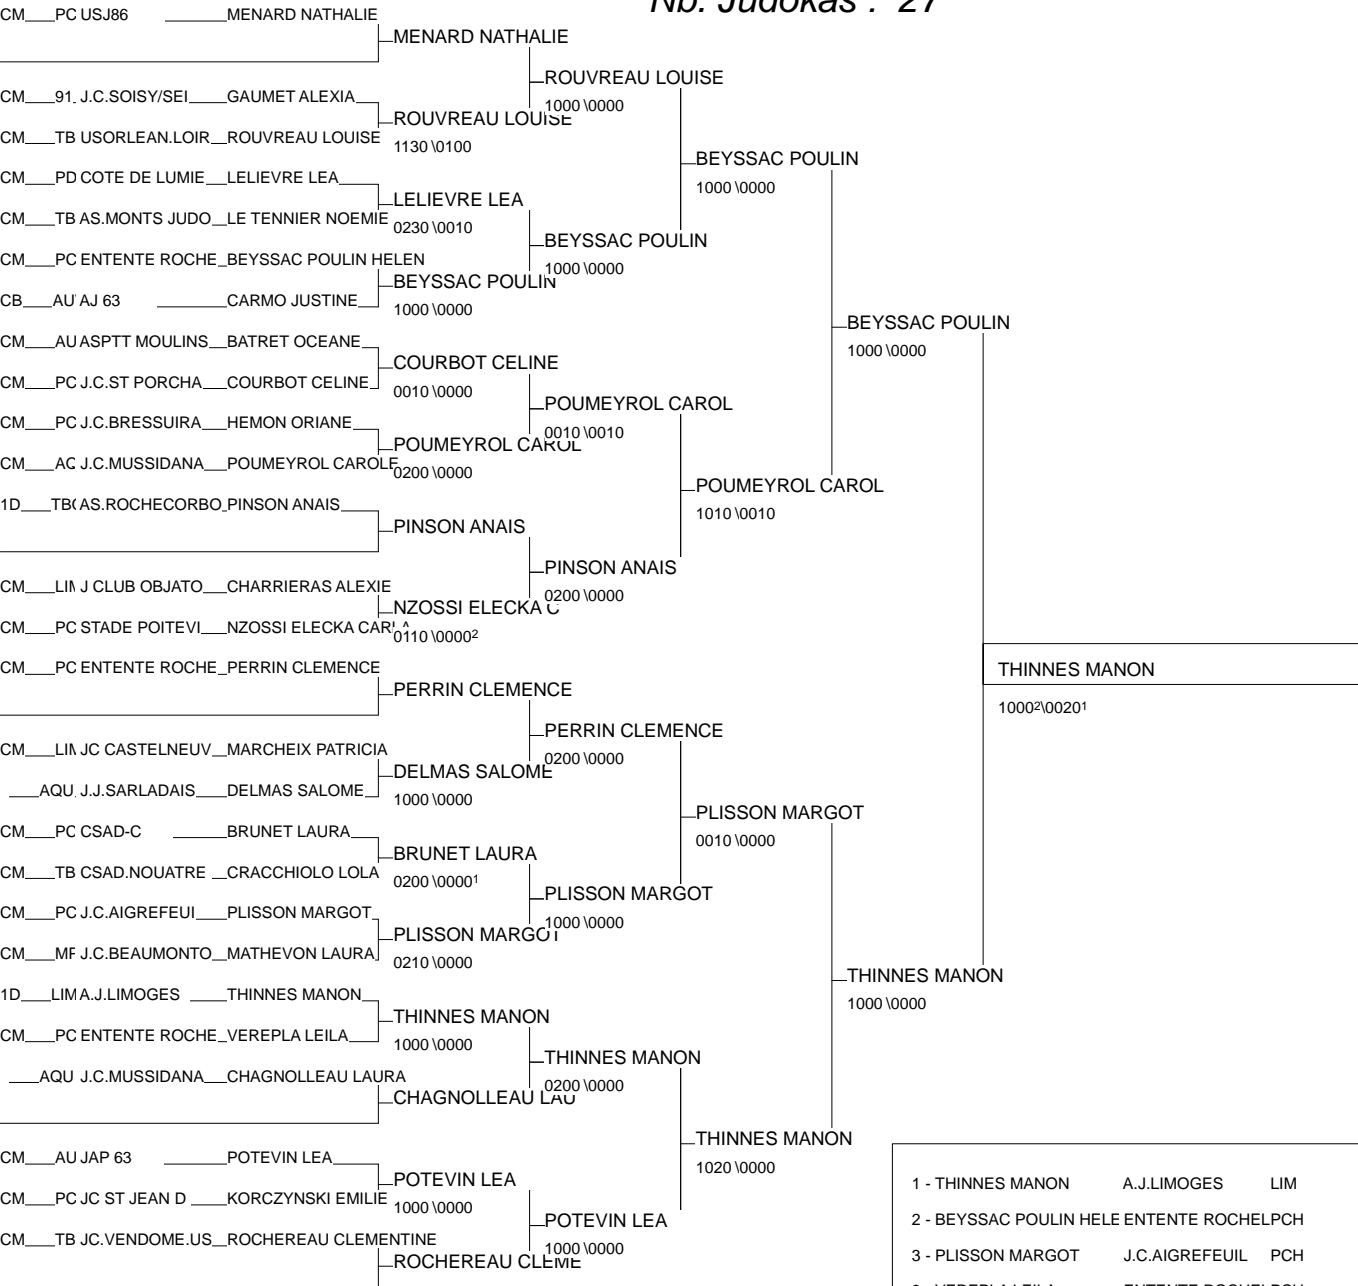 Nb. Judokas : 27
CM PC USJ86 MENARD NATHALIE
MENARD NATHALIE
ROUVREAU LOUISE
1000 \0000
CM 91 J.C.SOISY/SEI GAUMET ALEXIA
ROUVREAU LOUISE
1130 \0100
CM TB USORLEAN.LOIR ROUVREAU LOUISE
BEYSSAC POULIN
1000 \0000
CM PD COTE DE LUMIE LELIEVRE LEA
LELIEVRE LEA
0230 \0010
CM TB AS.MONTS JUDO LE TENNIER NOEMIE
BEYSSAC POULIN
1000 \0000
CM PC ENTENTE ROCHE BEYSSAC POULIN HELEN
BEYSSAC POULIN
1000 \0000
CB AU AJ 63 CARMO JUSTINE
BEYSSAC POULIN
1000 \0000
CM AU ASPTT MOULINS BATRET OCEANE
COURBOT CELINE
0010 \0000
CM PC J.C.ST PORCHA COURBOT CELINE
POUMEYROL CAROL
0010 \0010
CM PC J.C.BRESSUIRA HEMON ORIANE
POUMEYROL CAROL
0200 \0000
CM AQ J.C.MUSSIDANA POUMEYROL CAROLE
POUMEYROL CAROL
1010 \0010
1D TB( AS.ROCHECORBO PINSON ANAIS
PINSON ANAIS
PINSON ANAIS
0200 \0000
CM LIM J CLUB OBJATO CHARRIERAS ALEXIE
NZOSSI ELECKA C
0110 \0000²
CM PC STADE POITEVI NZOSSI ELECKA CARLA
THINNES MANON
1000²\0020¹
CM PC ENTENTE ROCHE PERRIN CLEMENCE
PERRIN CLEMENCE
PERRIN CLEMENCE
0200 \0000
CM LIM JC CASTELNEUV MARCHEIX PATRICIA
DELMAS SALOME
1000 \0000
AQU J.J.SARLADAIS DELMAS SALOME
PLISSON MARGOT
0010 \0000
CM PC CSAD-C BRUNET LAURA
BRUNET LAURA
0200 \0000¹
CM TB CSAD.NOUATRE CRACCHIOLO LOLA
PLISSON MARGOT
1000 \0000
CM PC J.C.AIGREFEUI PLISSON MARGOT
PLISSON MARGOT
0210 \0000
CM MP J.C.BEAUMONTO MATHEVON LAURA
THINNES MANON
1000 \0000
1D LIM A.J.LIMOGES THINNES MANON
THINNES MANON
1000 \0000
CM PC ENTENTE ROCHE VEREPLA LEILA
THINNES MANON
0200 \0000
AQU J.C.MUSSIDANA CHAGNOLLEAU LAURA
CHAGNOLLEAU LAU
THINNES MANON
1020 \0000
CM AU JAP 63 POTEVIN LEA
POTEVIN LEA
1000 \0000
CM PC JC ST JEAN D KORCZYNSKI EMILIE
POTEVIN LEA
1000 \0000
CM TB JC.VENDOME.US ROCHEREAU CLEMENTINE
ROCHEREAU CLEME
1 - THINNES MANON A.J.LIMOGES LIM
2 - BEYSSAC POULIN HELE ENTENTE ROCHEL PCH
3 - PLISSON MARGOT J.C.AIGREFEUIL PCH